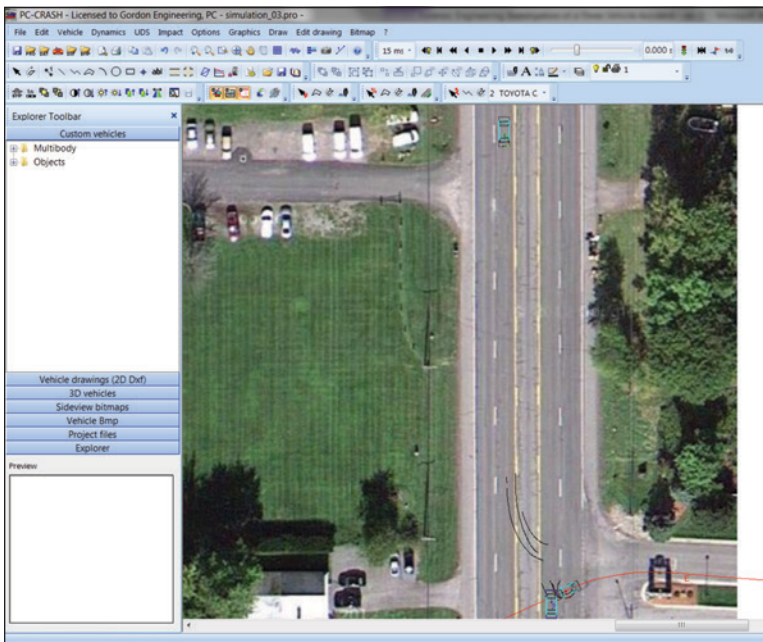 PC-CRASH - Licensed to Gordon Engineering, PC - simulation_03.pro -
File Edit Vehicle Dynamics UDS Impact Options Graphics Draw Edit drawing Bitmap ?
15 ms 0.000 s
1
2 TOYOTA C
Explorer Toolbar ×
Custom vehicles
Multibody
Objects
Vehicle drawings (2D Dxf)
3D vehicles
Sideview bitmaps
Vehicle Bmp
Project files
Explorer
Preview